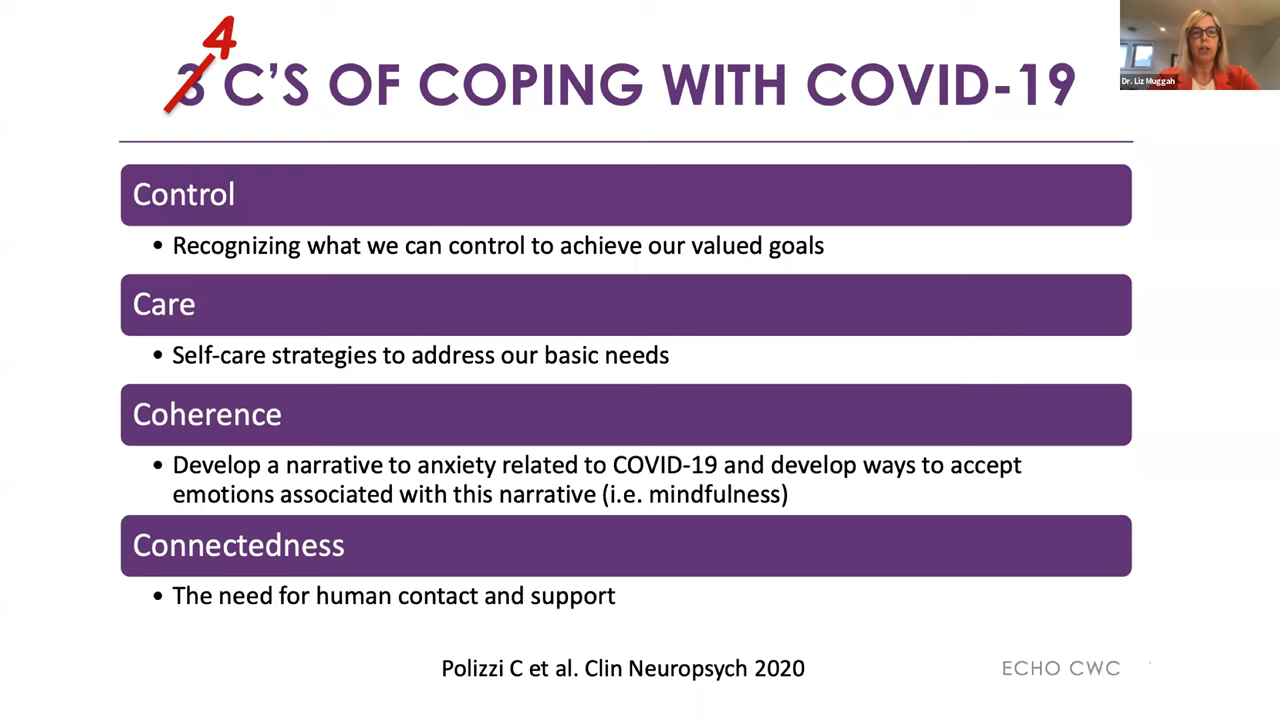 4
3 C'S OF COPING WITH COVID-19
Dr. Liz Muggah
Control
• Recognizing what we can control to achieve our valued goals
Care
• Self-care strategies to address our basic needs
Coherence
• Develop a narrative to anxiety related to COVID-19 and develop ways to accept
emotions associated with this narrative (i.e. mindfulness)
Connectedness
• The need for human contact and support
Polizzi C et al. Clin Neuropsych 2020
ECHO CWC